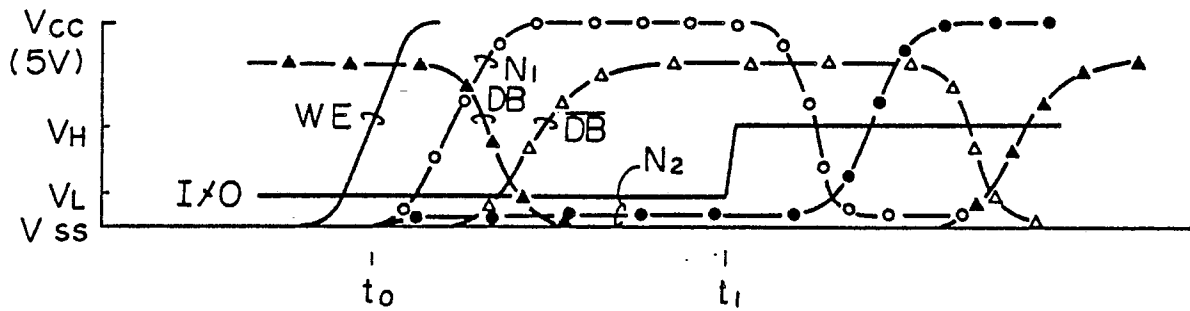 VCC
(5V)
N1
DB
WE
DB̅
VH
N2
VL
I/O
VSS
t0
t1